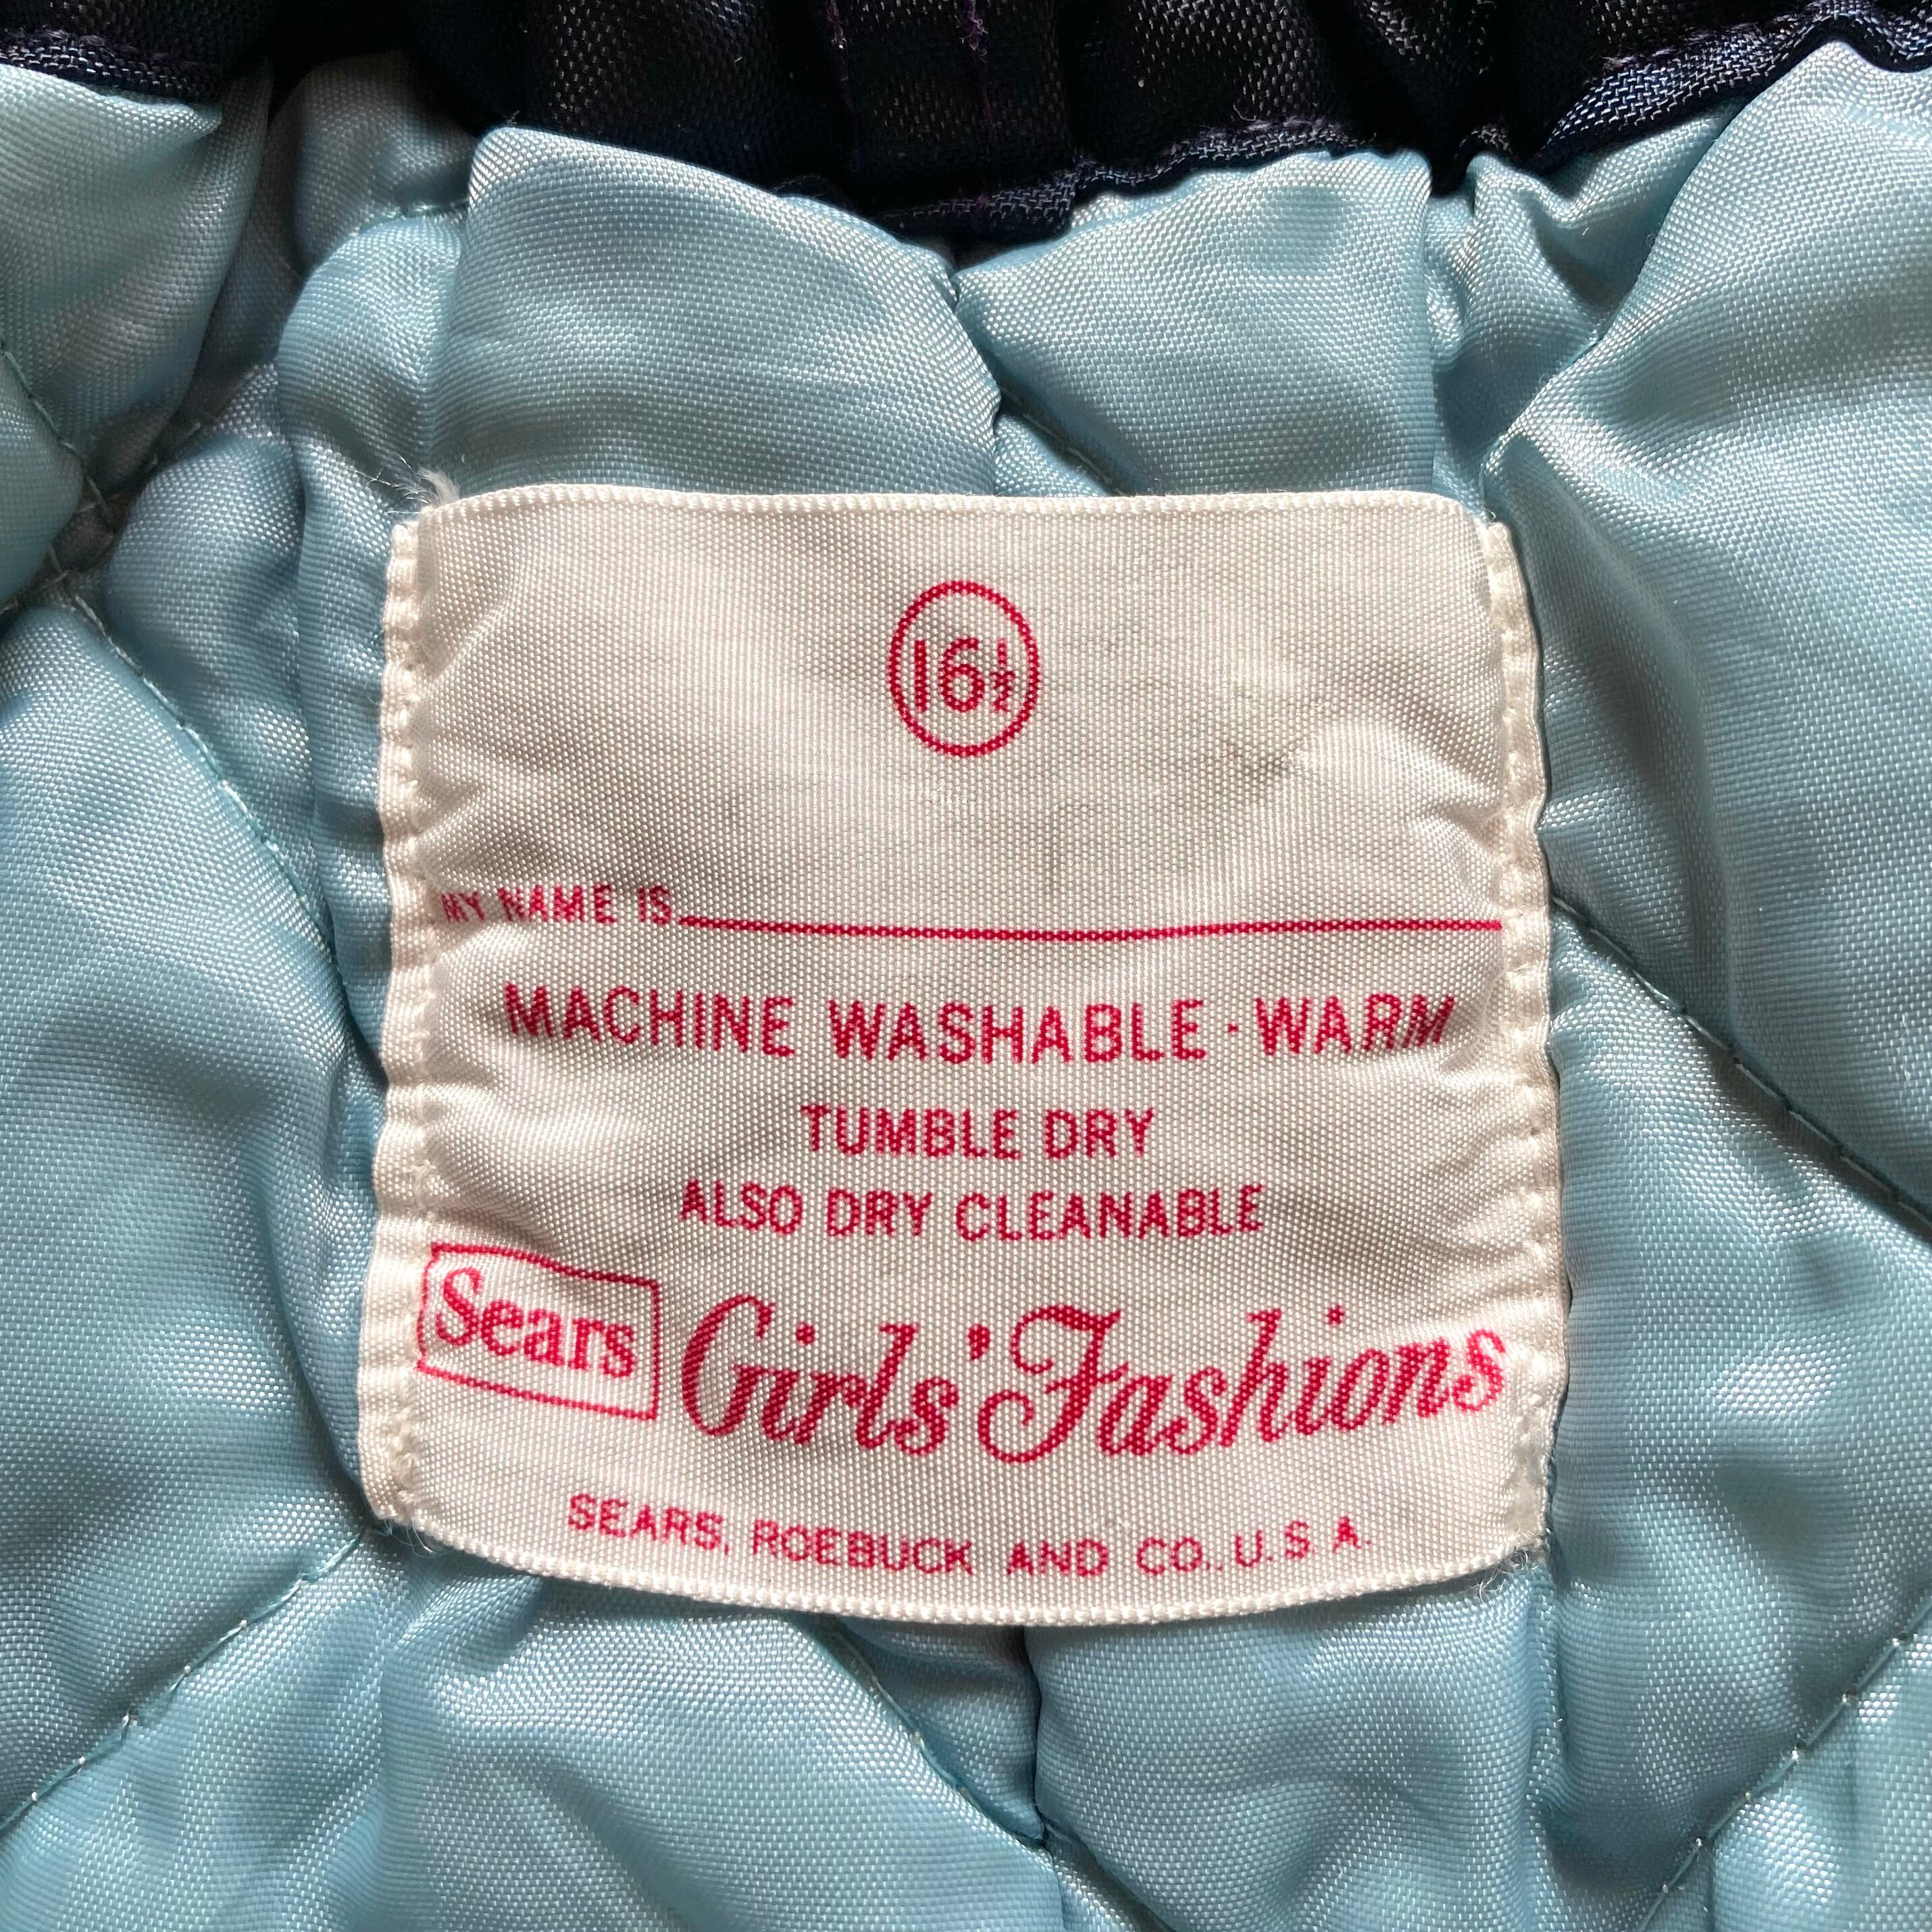 16½
MY NAME IS
MACHINE WASHABLE · WARM
TUMBLE DRY
ALSO DRY CLEANABLE
Sears Girls' Fashions
SEARS, ROEBUCK AND CO., U.S.A.